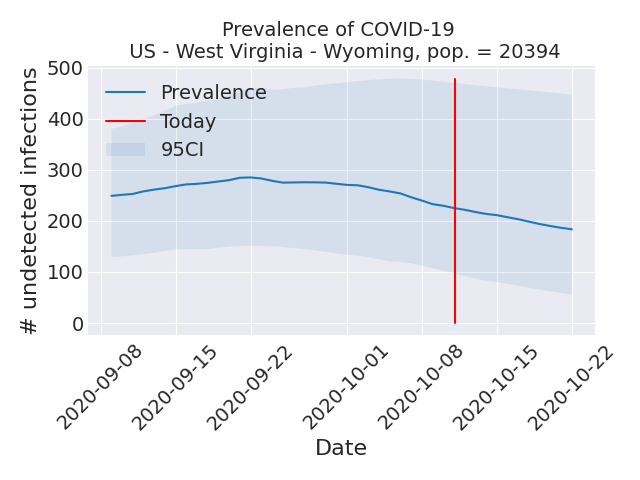 Prevalence of COVID-19
US - West Virginia - Wyoming, pop. = 20394
# undetected infections
500
400
300
200
100
0
Prevalence
Today
95CI
2020-09-08
2020-09-15
2020-09-22
2020-10-01
2020-10-08
2020-10-15
2020-10-22
Date